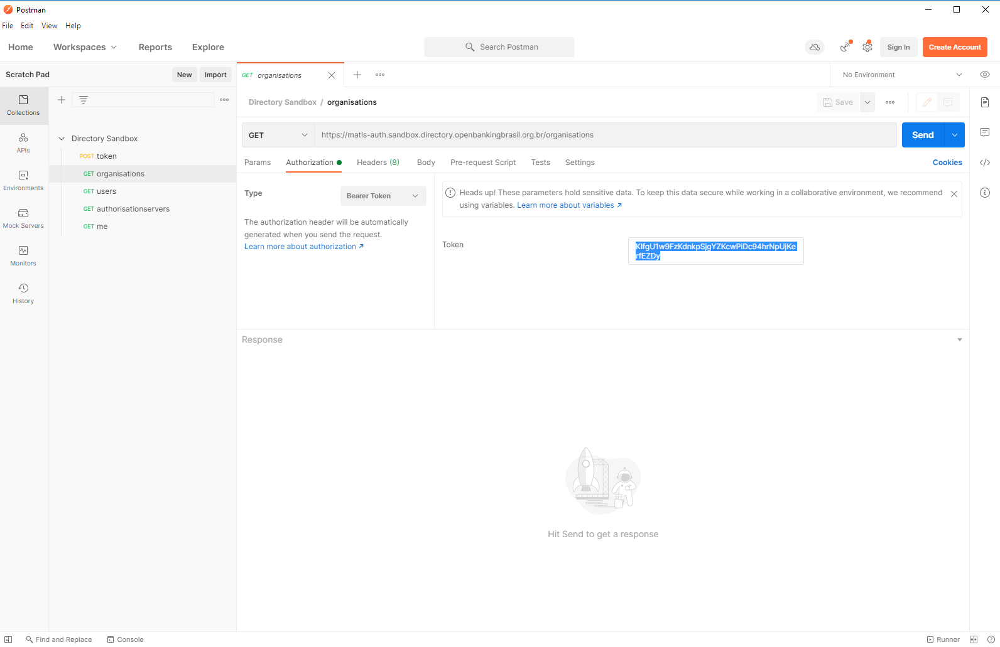 Postman
File Edit View Help
Home Workspaces Reports Explore
Search Postman
Sign In
Create Account
Scratch Pad
New
Import
GET organisations
No Environment
Collections
APIs
Environments
Mock Servers
Monitors
History
Directory Sandbox
POST token
GET organisations
GET users
GET authorisationservers
GET me
Directory Sandbox / organisations
Save
GET
https://matls-auth.sandbox.directory.openbankingbrasil.org.br/organisations
Send
Params Authorization Headers (8) Body Pre-request Script Tests Settings
Cookies
Type
Bearer Token
The authorization header will be automatically
generated when you send the request.
Learn more about authorization ↗
Heads up! These parameters hold sensitive data. To keep this data secure while working in a collaborative environment, we recommend
using variables. Learn more about variables ↗
Token
KIfgU1w9FzKdnkpSjgYZKcwPiDc94hrNpUjKe
rfEZDy
Response
Hit Send to get a response
Find and Replace
Console
Runner